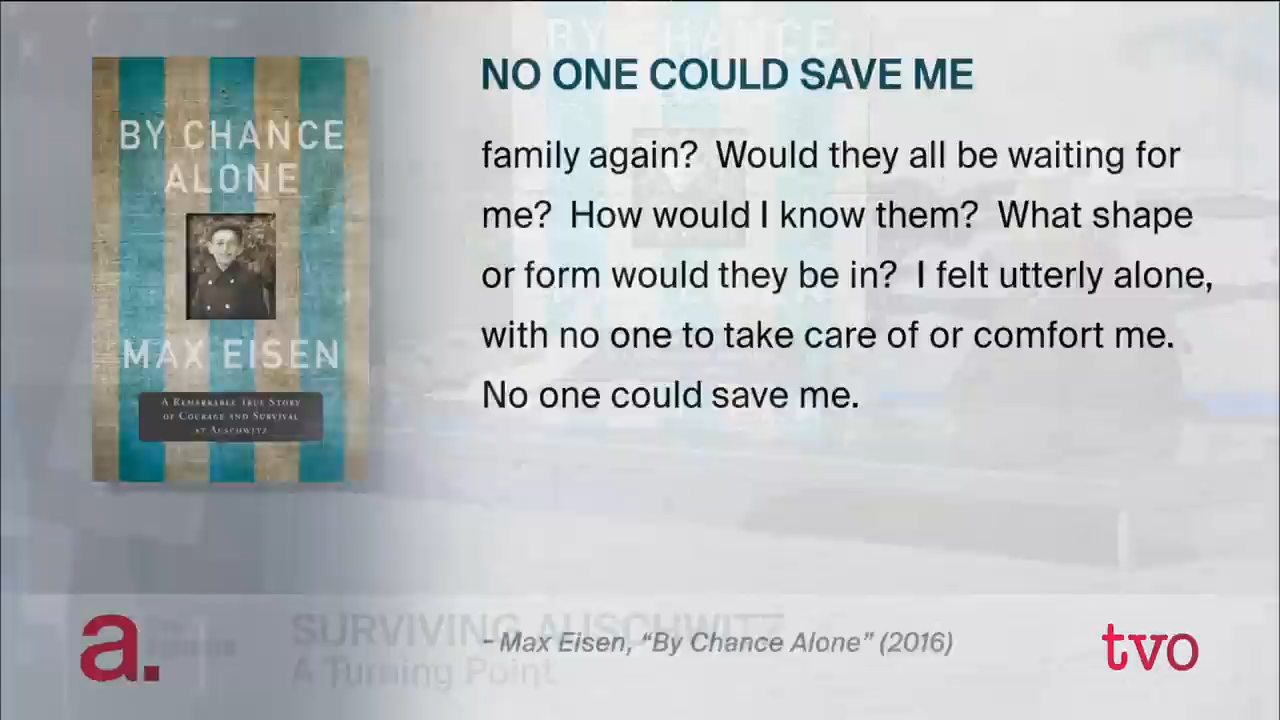 BY CHANCE
NO ONE COULD SAVE ME
BY CHANCE
ALONE
MAX EISEN
A REMARKABLE TRUE STORY
OF COURAGE AND SURVIVAL
AT AUSCHWITZ
family again? Would they all be waiting for
me? How would I know them? What shape
or form would they be in? I felt utterly alone,
with no one to take care of or comfort me.
No one could save me.
a.
SURVIVING AUSCHWITZ
A Turning Point
– Max Eisen, “By Chance Alone” (2016)
tvo